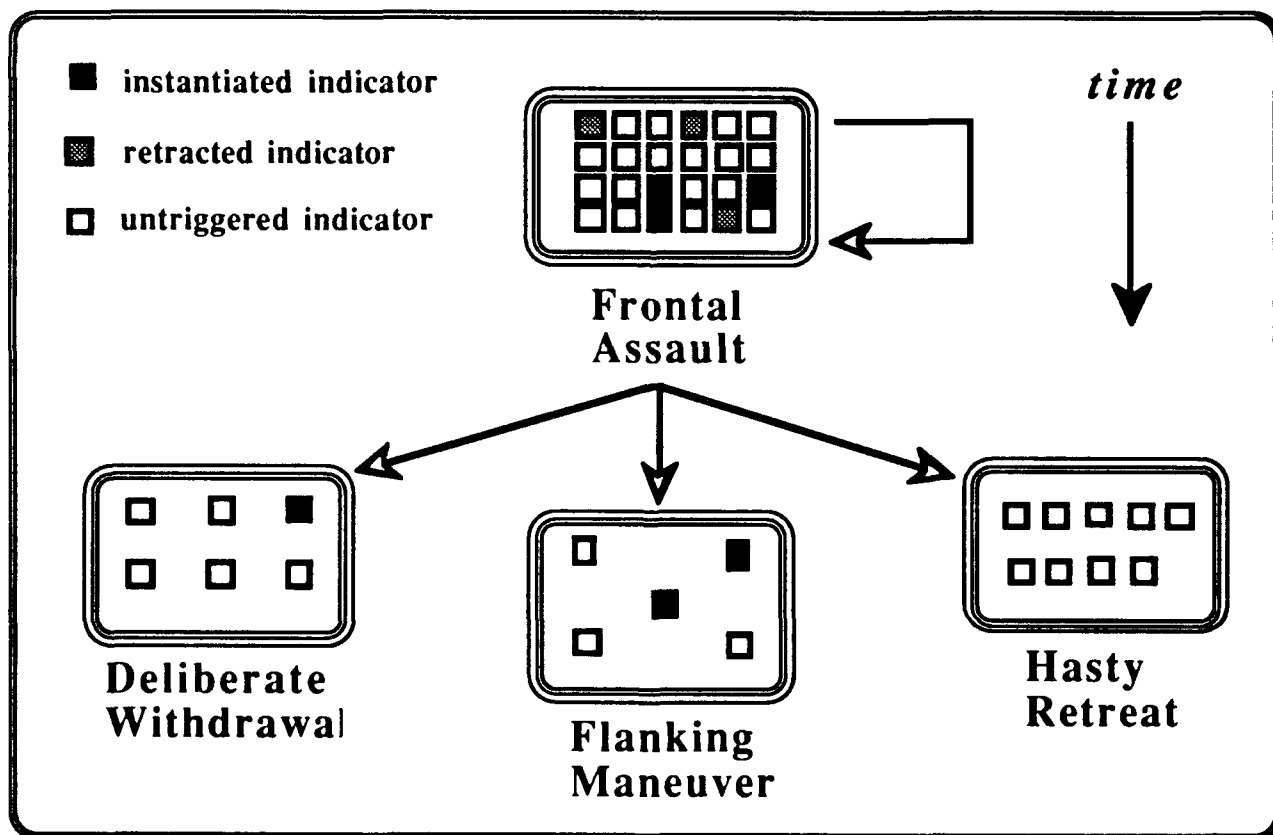 instantiated indicator
retracted indicator
untriggered indicator
time
Frontal
Assault
Deliberate
Withdrawal
Flanking
Maneuver
Hasty
Retreat